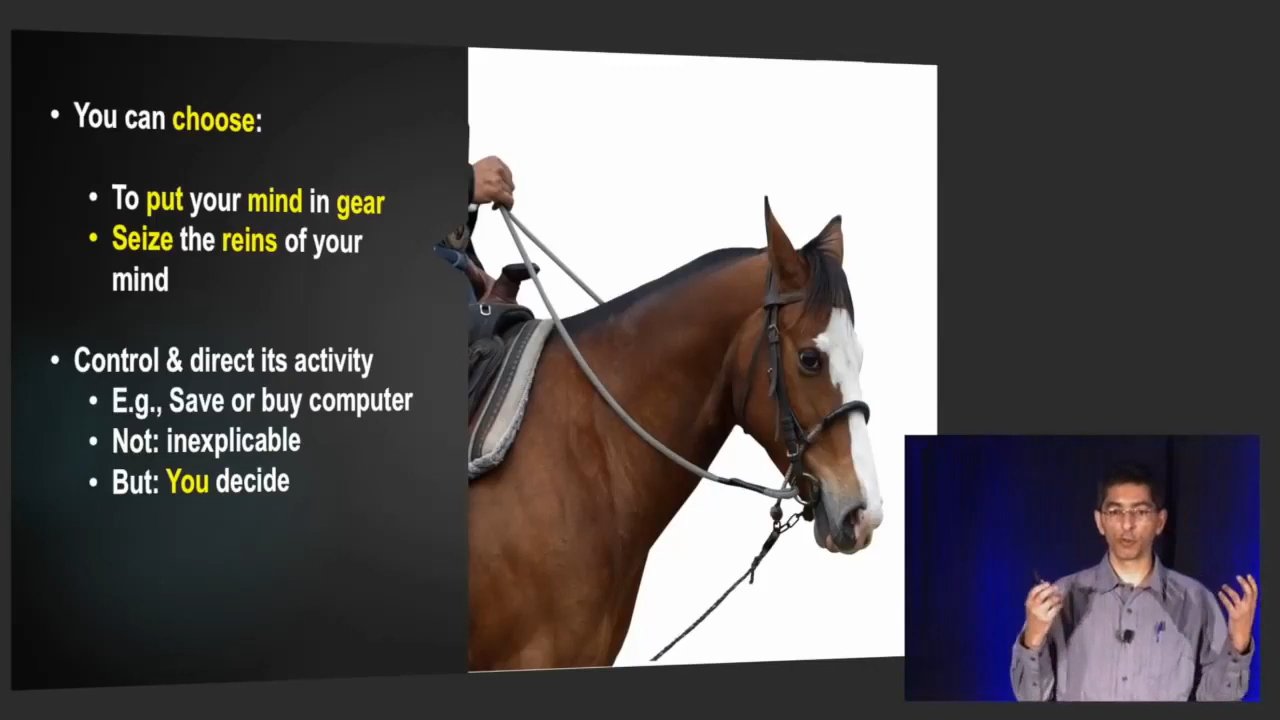 • You can choose:
• To put your mind in gear
• Seize the reins of your
mind
• Control & direct its activity
• E.g., Save or buy computer
• Not: inexplicable
• But: You decide